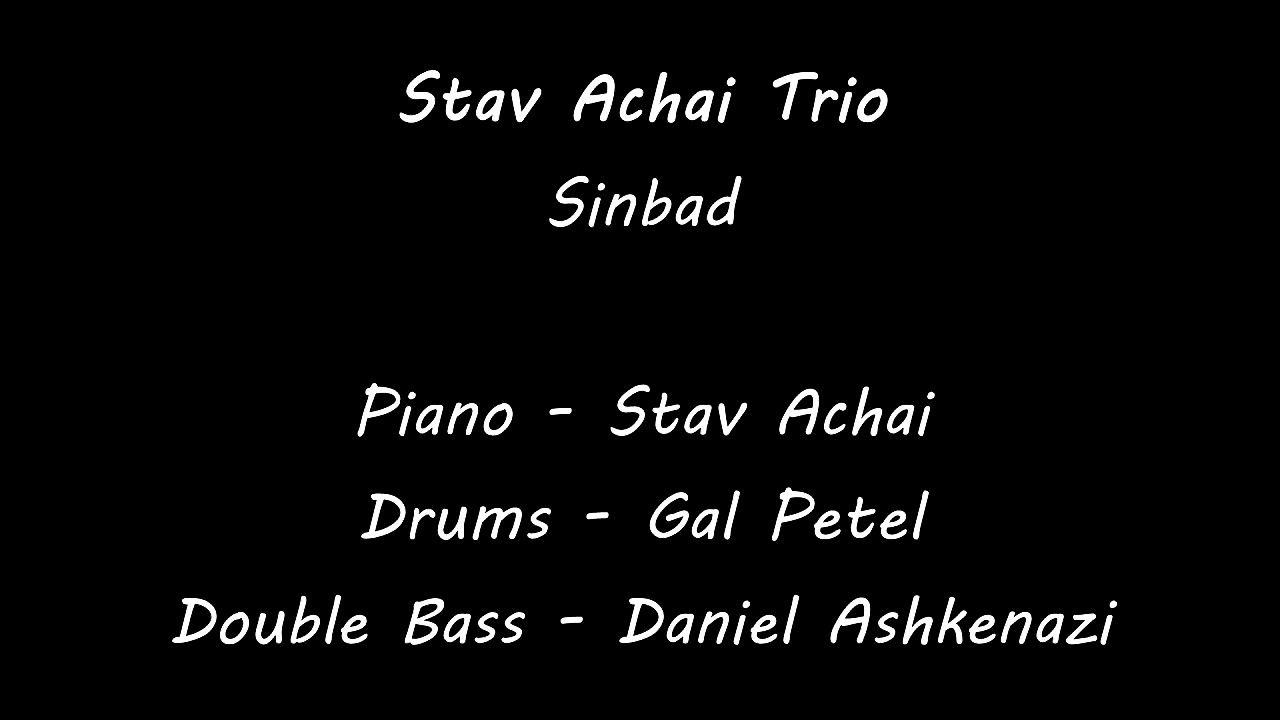 Stav Achai Trio
Sinbad
Piano - Stav Achai
Drums - Gal Petel
Double Bass - Daniel Ashkenazi